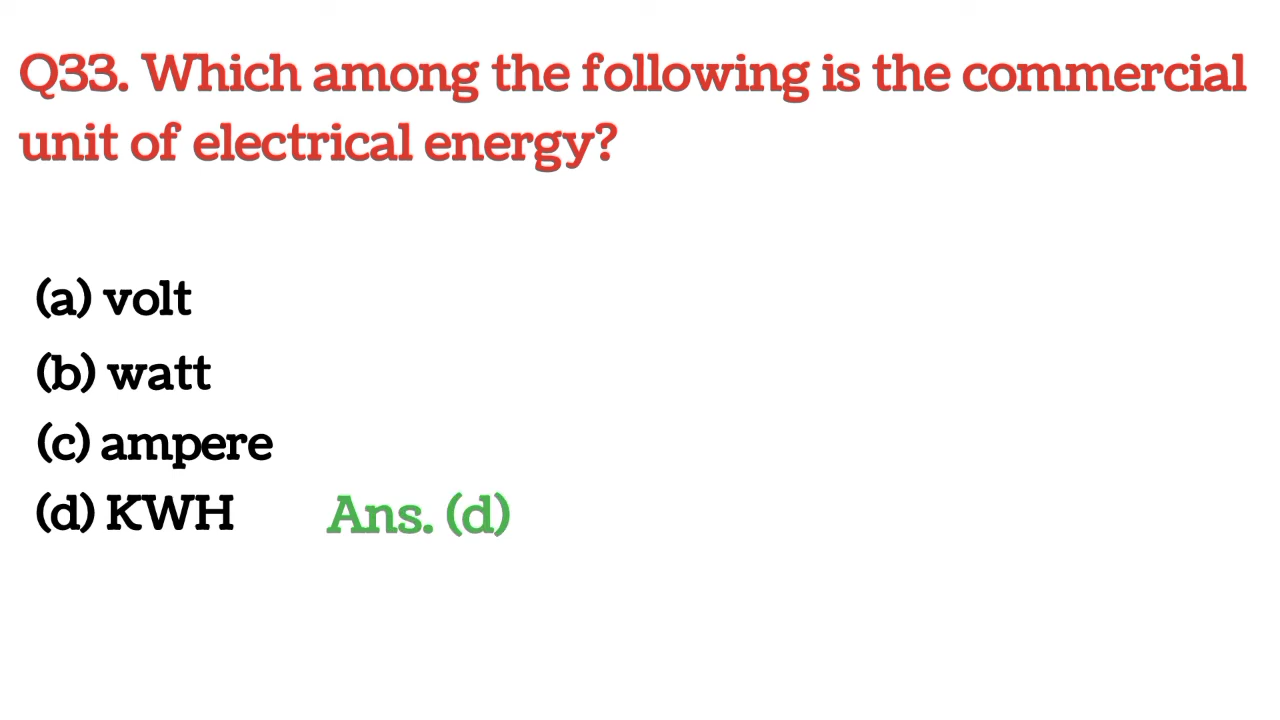 Q33. Which among the following is the commercial
unit of electrical energy?
(a) volt
(b) watt
(c) ampere
(d) KWH Ans. (d)